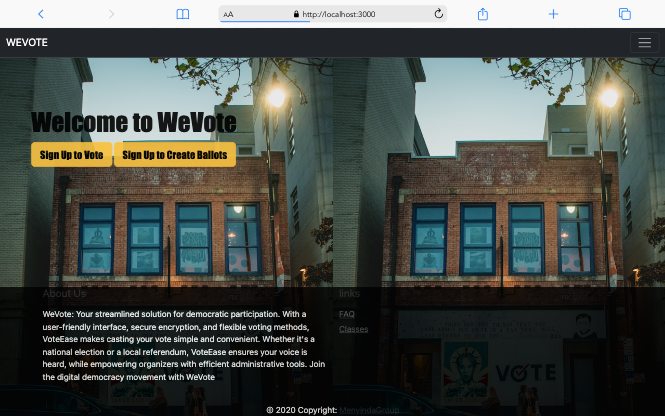 AA http://localhost:3000
WEVOTE
Welcome to WeVote
Sign Up to Vote Sign Up to Create Ballots
About Us
WeVote: Your streamlined solution for democratic participation. With a
user-friendly interface, secure encryption, and flexible voting methods,
VoteEase makes casting your vote simple and convenient. Whether it's a
national election or a local referendum, VoteEase ensures your voice is
heard, while empowering organizers with efficient administrative tools. Join
the digital democracy movement with WeVote
links
FAQ
Classes
VOTE
© 2020 Copyright: MenyindaGroup